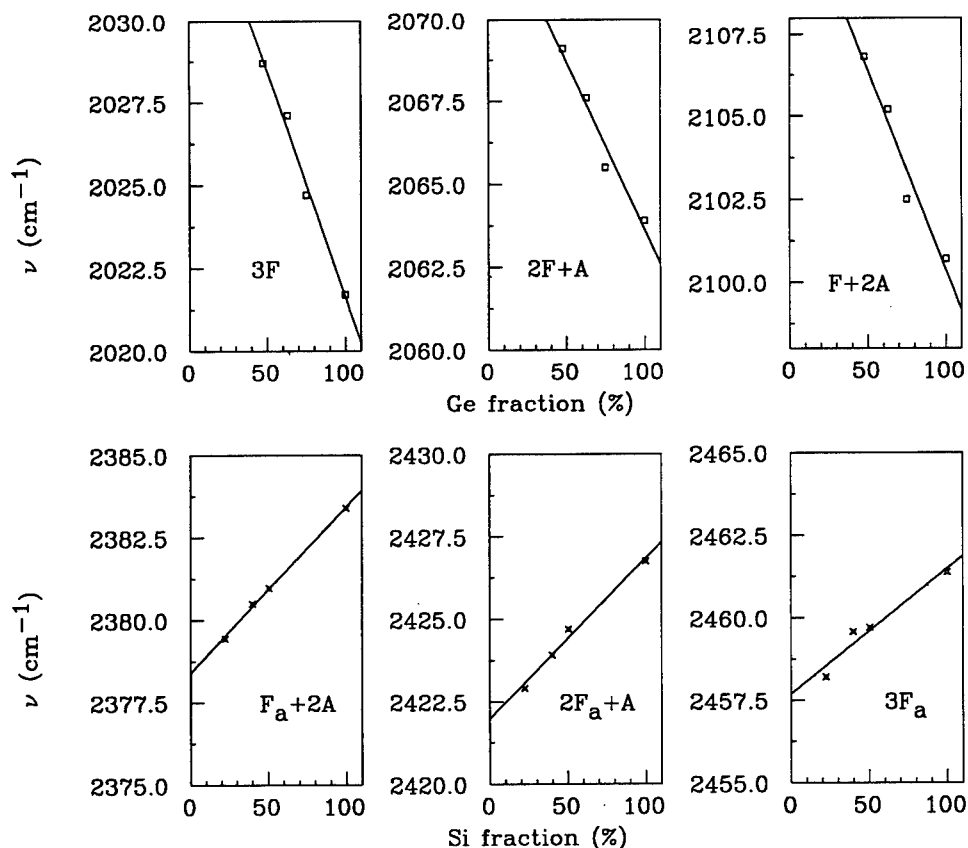 ν (cm⁻¹)
2030.0
2027.5
2025.0
2022.5
2020.0
3F
0 50 100
2070.0
2067.5
2065.0
2062.5
2060.0
2F+A
0 50 100
2107.5
2105.0
2102.5
2100.0
F+2A
0 50 100
Ge fraction (%)
ν (cm⁻¹)
2385.0
2382.5
2380.0
2377.5
2375.0
Fₐ+2A
0 50 100
2430.0
2427.5
2425.0
2422.5
2420.0
2Fₐ+A
0 50 100
2465.0
2462.5
2460.0
2457.5
2455.0
3Fₐ
0 50 100
Si fraction (%)